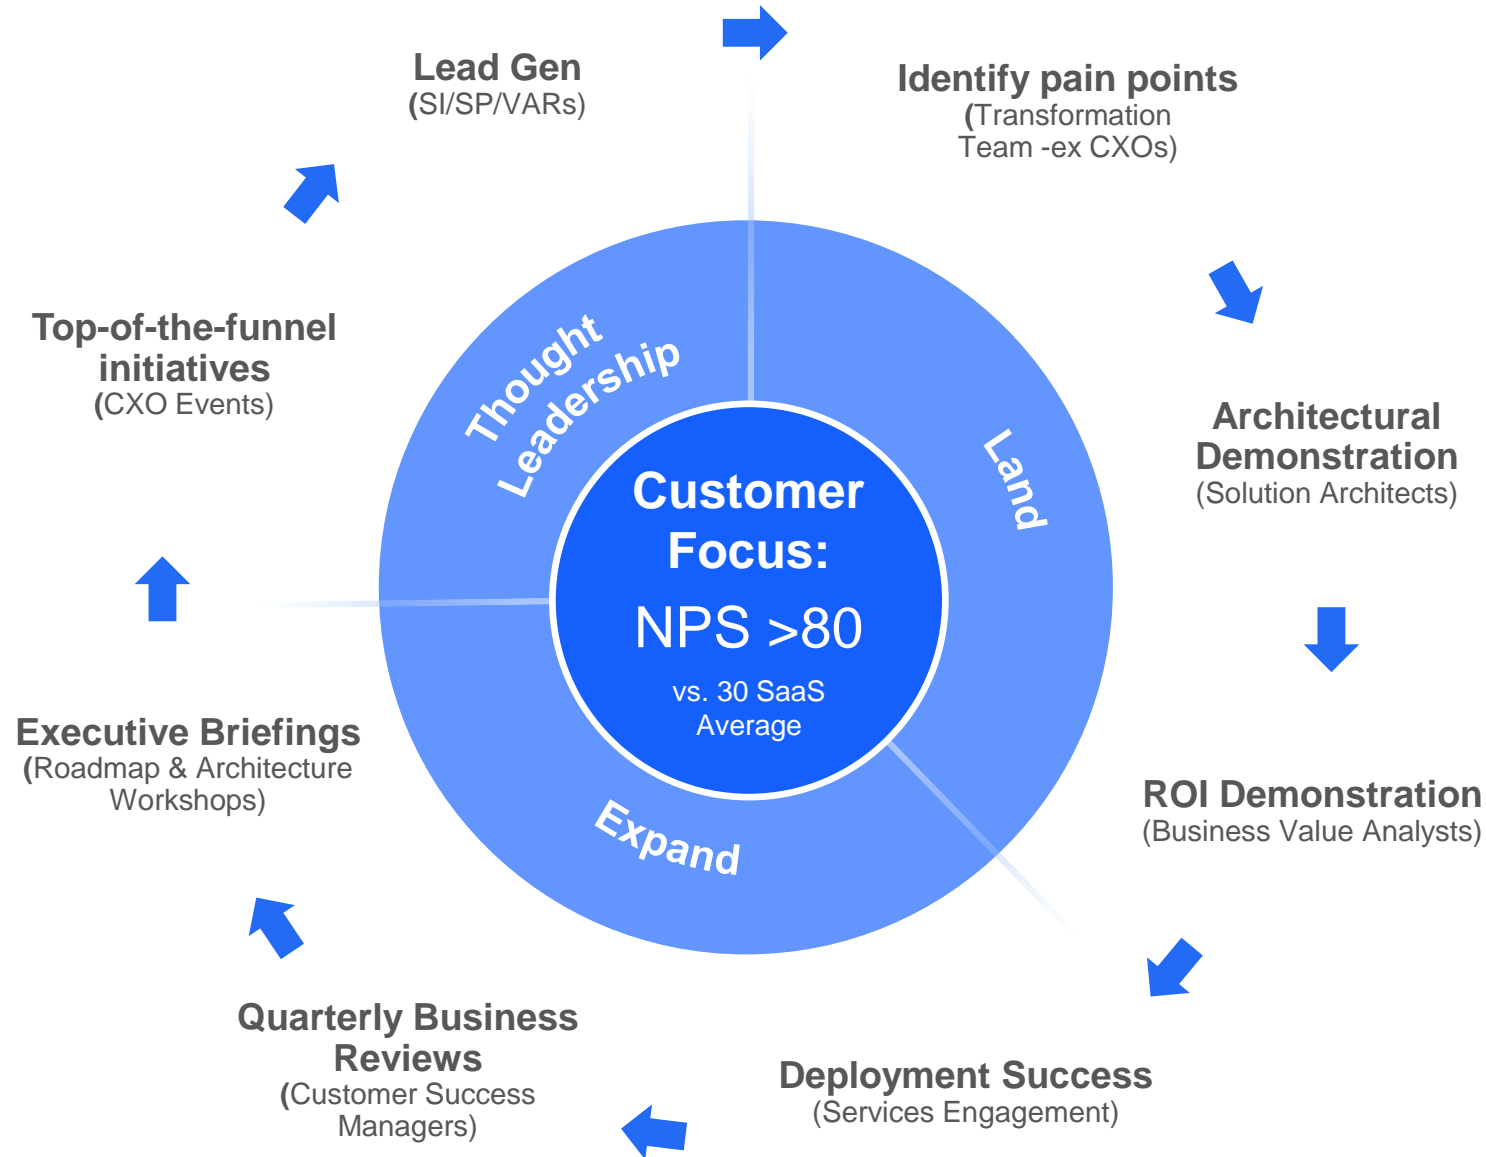 Lead Gen
(SI/SP/VARs)
Identify pain points
(Transformation
Team -ex CXOs)
Architectural
Demonstration
(Solution Architects)
ROI Demonstration
(Business Value Analysts)
Deployment Success
(Services Engagement)
Quarterly Business
Reviews
(Customer Success
Managers)
Executive Briefings
(Roadmap & Architecture
Workshops)
Top-of-the-funnel
initiatives
(CXO Events)
Thought
Leadership
Land
Expand
Customer
Focus:
NPS >80
vs. 30 SaaS
Average